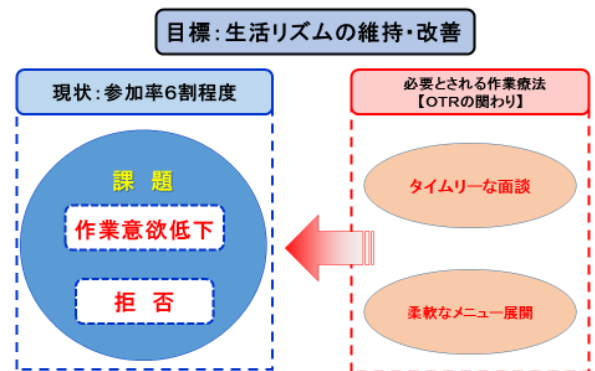 目標：生活リズムの維持・改善
現状：参加率6割程度
課 題
作業意欲低下
拒 否
必要とされる作業療法
【OTRの関わり】
タイムリーな面談
柔軟なメニュー展開